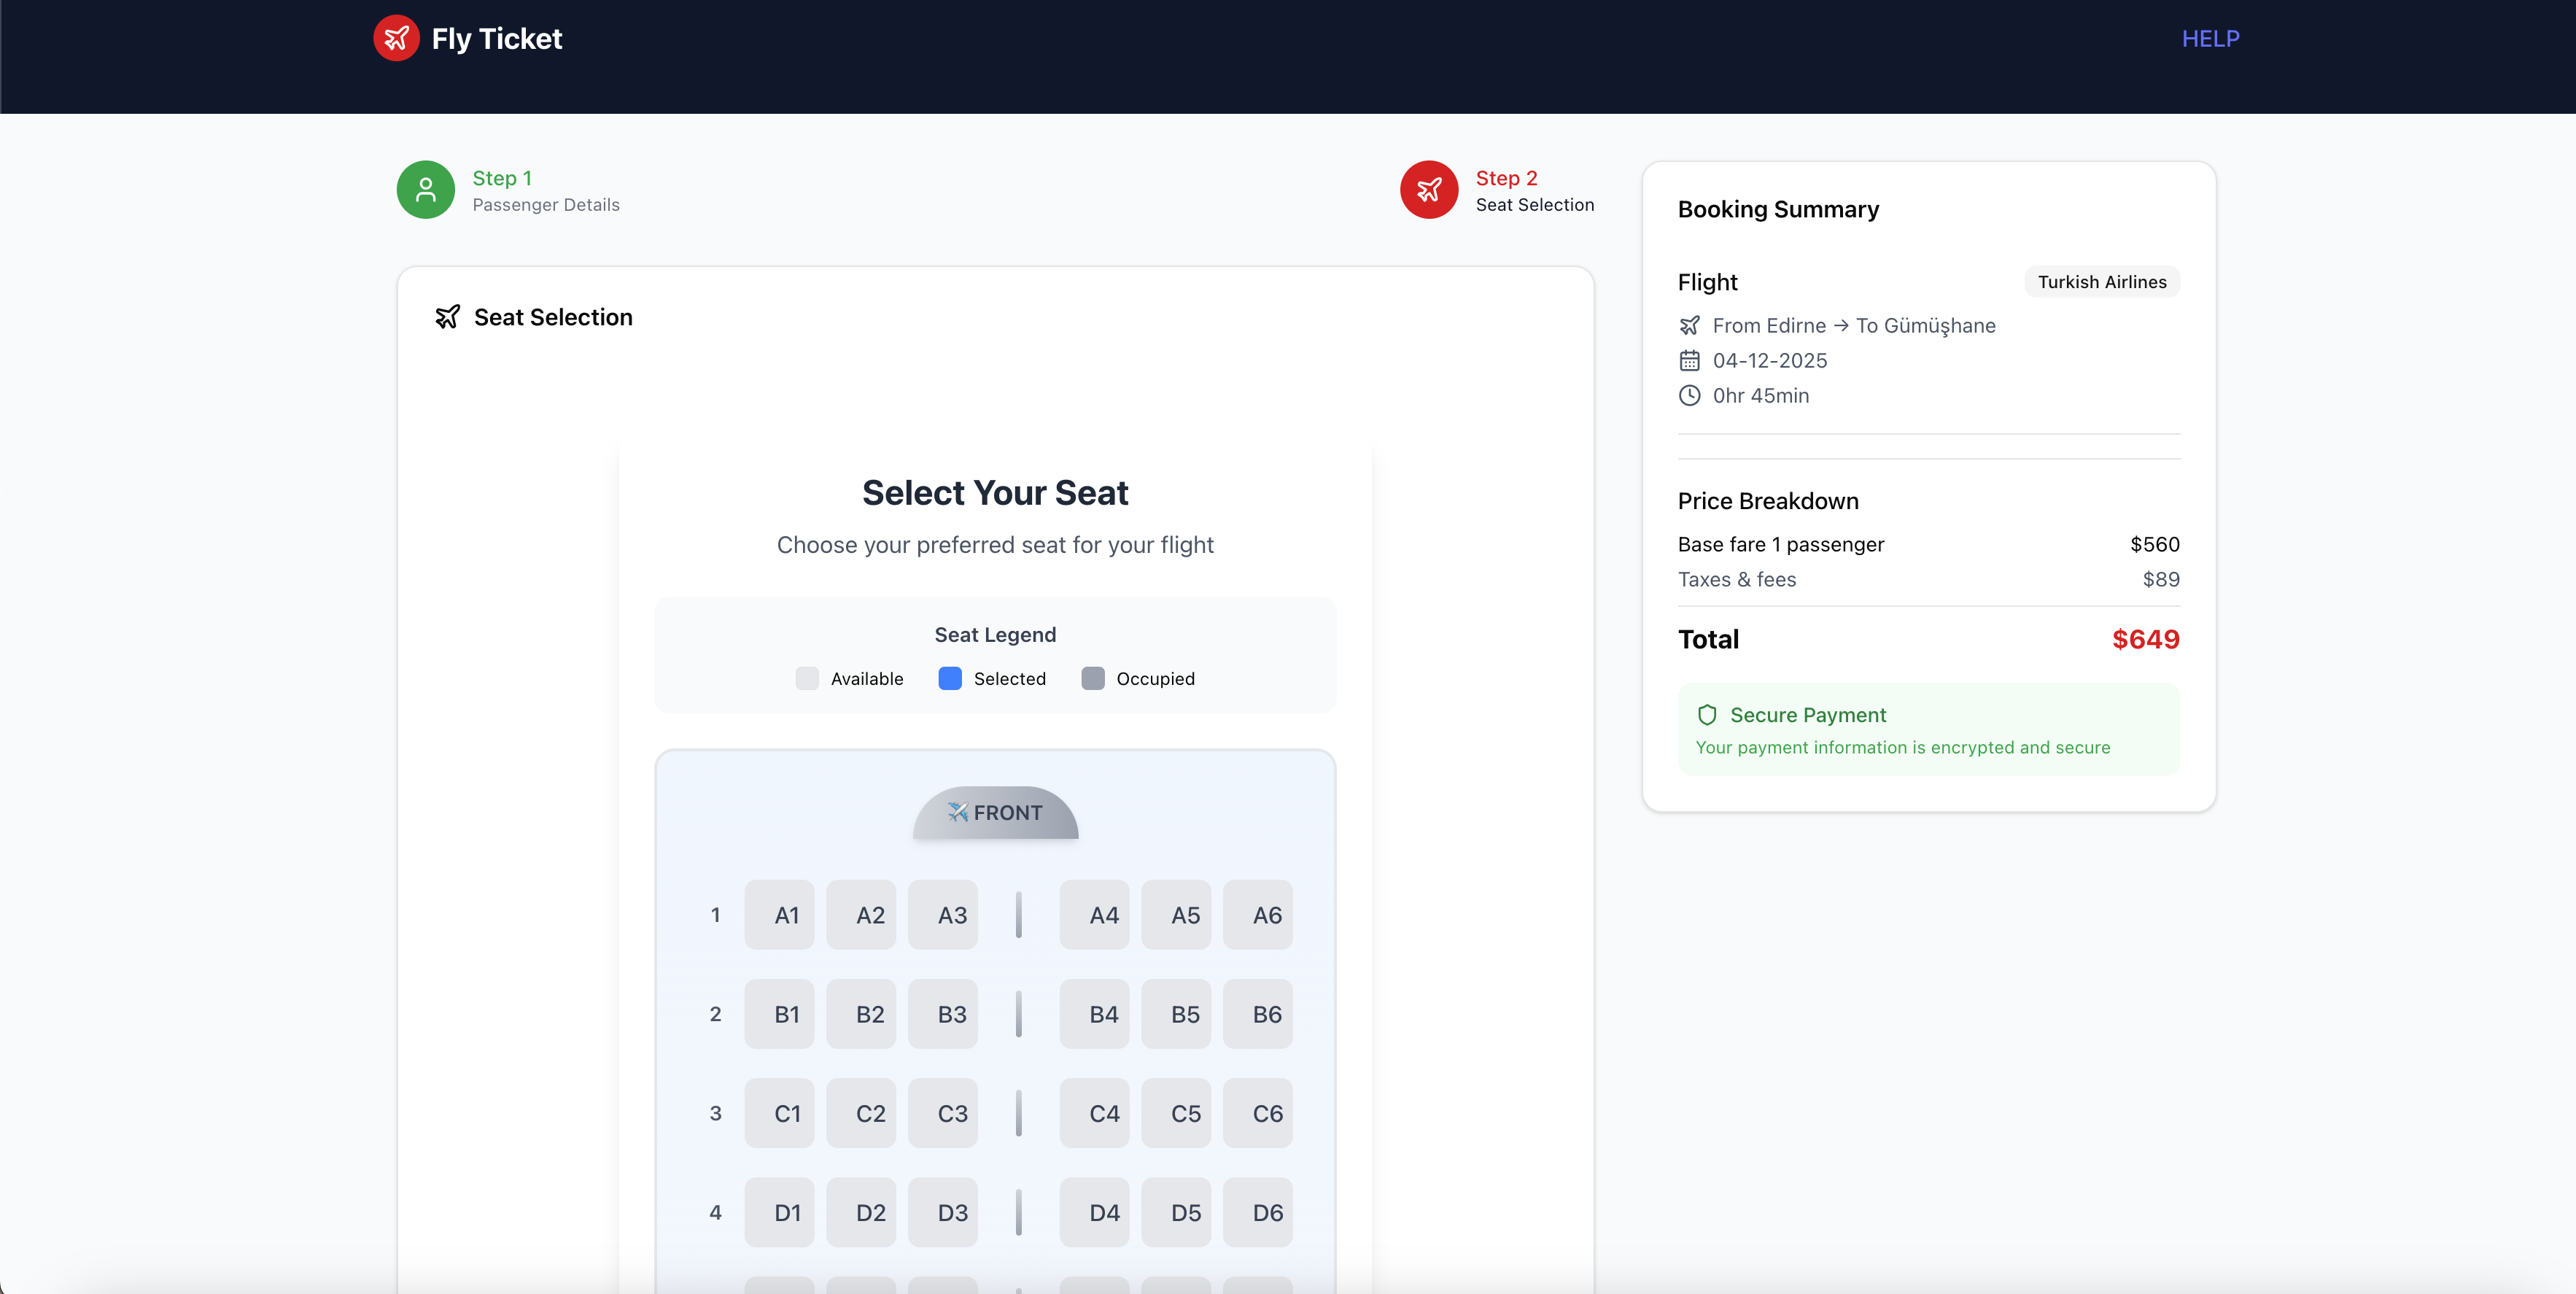 Fly Ticket
HELP
Step 1
Passenger Details
Step 2
Seat Selection
Seat Selection
Select Your Seat
Choose your preferred seat for your flight
Seat Legend
Available Selected Occupied
FRONT
1 A1 A2 A3 A4 A5 A6
2 B1 B2 B3 B4 B5 B6
3 C1 C2 C3 C4 C5 C6
4 D1 D2 D3 D4 D5 D6
Booking Summary
Flight Turkish Airlines
From Edirne → To Gümüşhane
04-12-2025
0hr 45min
Price Breakdown
Base fare 1 passenger $560
Taxes & fees $89
Total $649
Secure Payment
Your payment information is encrypted and secure